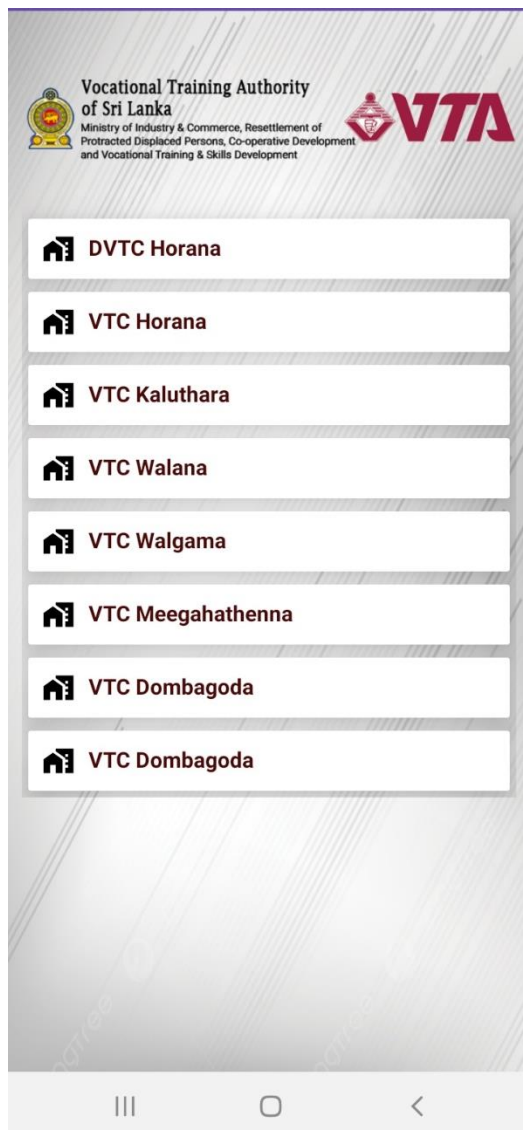 Vocational Training Authority
of Sri Lanka
Ministry of Industry & Commerce, Resettlement of
Protracted Displaced Persons, Co-operative Development
and Vocational Training & Skills Development
VTA
DVTC Horana
VTC Horana
VTC Kaluthara
VTC Walana
VTC Walgama
VTC Meegahathenna
VTC Dombagoda
VTC Dombagoda